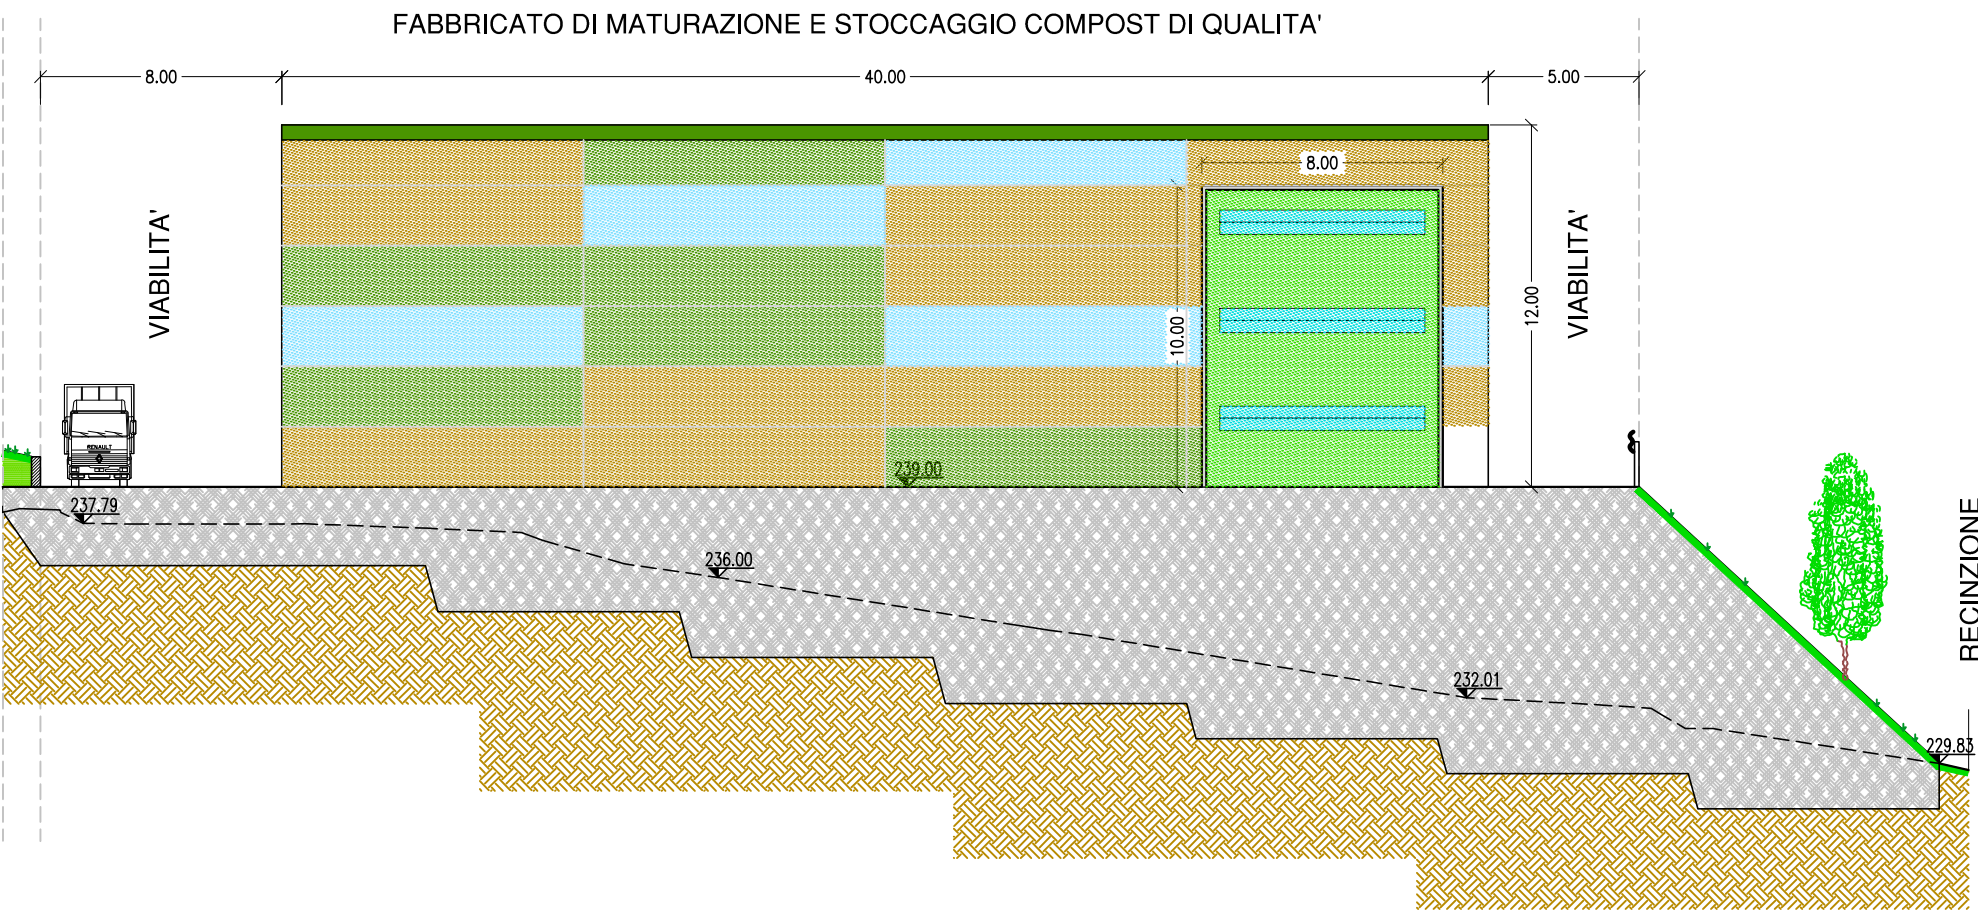 FABBRICATO DI MATURAZIONE E STOCCAGGIO COMPOST DI QUALITA'
8.00
40.00
5.00
8.00
VIABILITA'
VIABILITA'
12.00
10.00
RENAULT
239.00
237.79
236.00
232.01
229.83
RECINZIONE